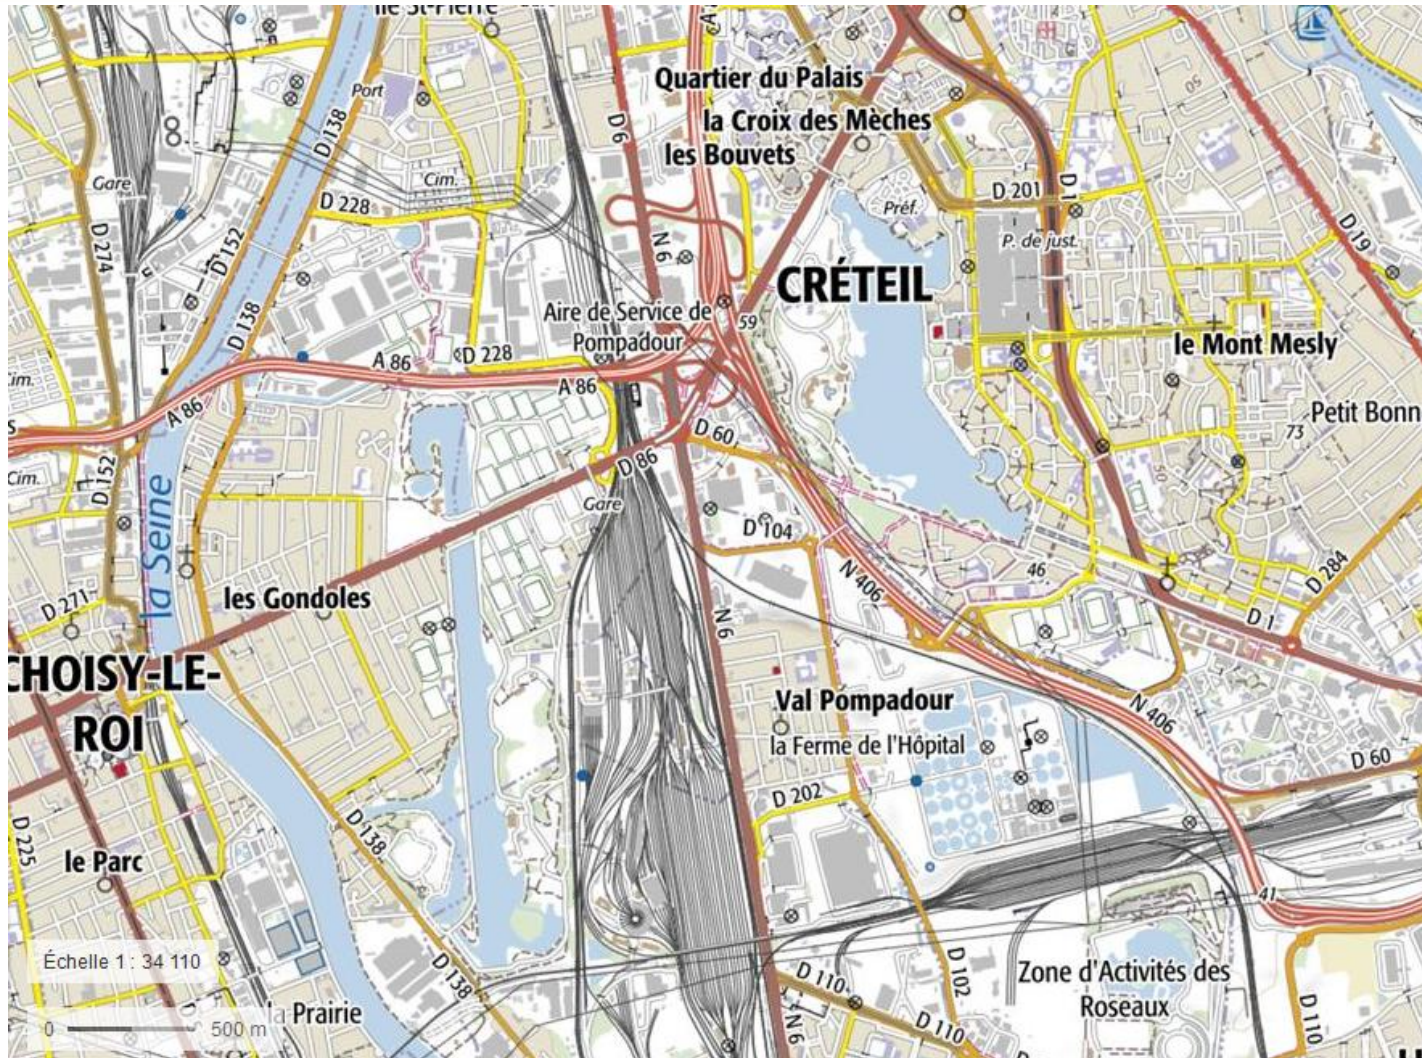 Île St-Pierre
Port
D 138
D 6
A
Quartier du Palais
la Croix des Mèches
les Bouvets
50
Gare
Cim.
D 228
D 201
D 1
Préf.
P. de just.
D 19
D 274
D 152
N 6
CRÉTEIL
D 138
Aire de Service de
Pompadour
59
le Mont Mesly
im.
D 228
A 86
A 86
A 86
Petit Bonn
73
s
D 60
D 152
Cim.
D 86
50
la Seine
Gare
D 104
46
D 284
N 406
D 271
les Gondoles
N 6
D 1
CHOISY-LE-
ROI
Val Pompadour
la Ferme de l'Hôpital
N 406
D 60
D 202
D 138
D 225
le Parc
41
Échelle 1 : 34 110
D 138
D 110
D 102
Zone d'Activités des
Roseaux
D 110
0
500 m
la Prairie
N 6
D 110